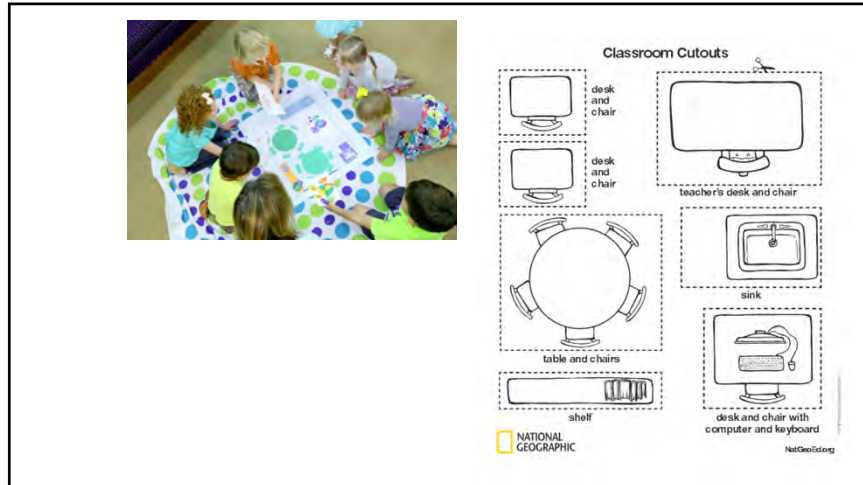 Classroom Cutouts
desk
and
chair
teacher's desk and chair
desk
and
chair
sink
table and chairs
shelf
desk and chair with
computer and keyboard
NATIONAL
GEOGRAPHIC
NatGeoEd.org